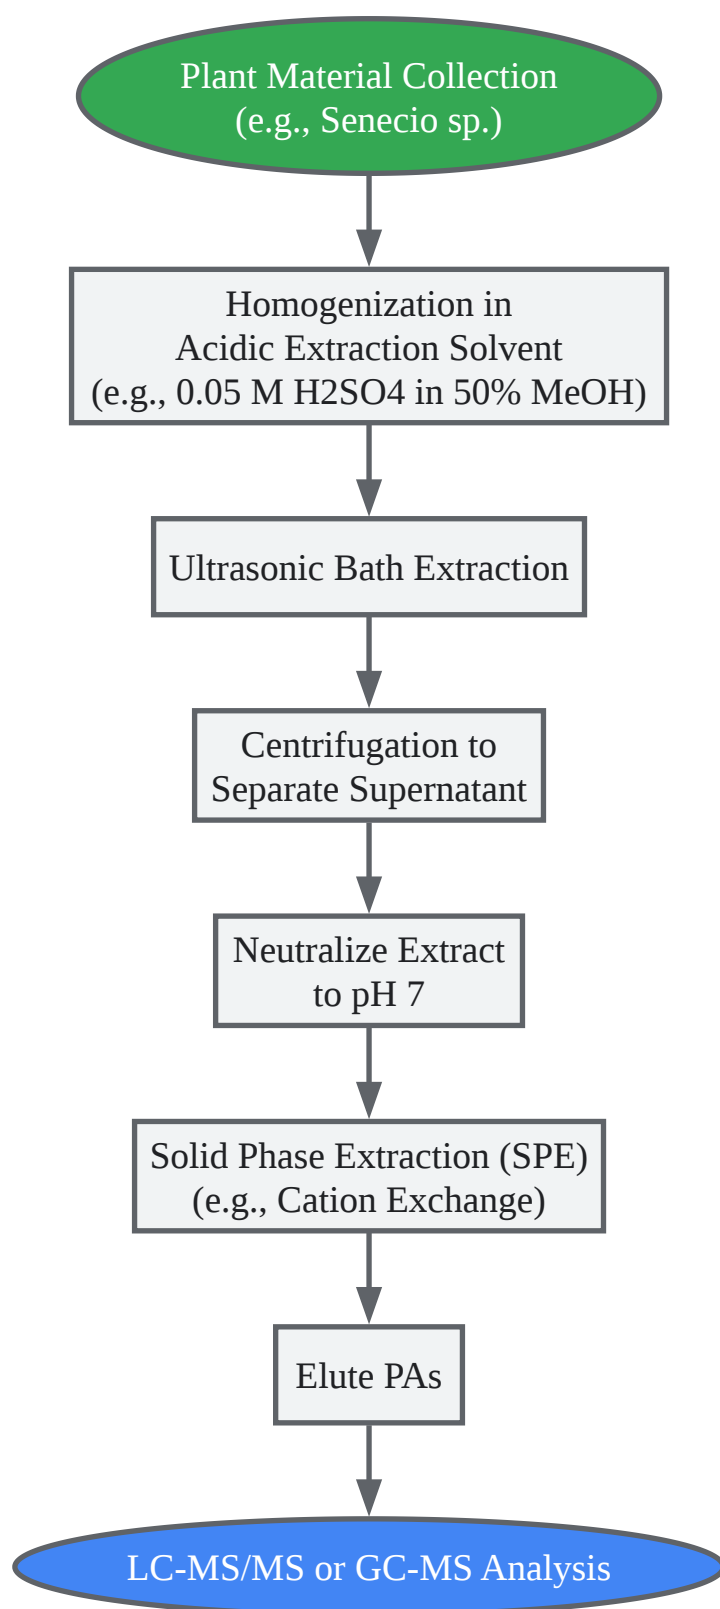 Plant Material Collection
(e.g., Senecio sp.)
Homogenization in
Acidic Extraction Solvent
(e.g., 0.05 M H2SO4 in 50% MeOH)
Ultrasonic Bath Extraction
Centrifugation to
Separate Supernatant
Neutralize Extract
to pH 7
Solid Phase Extraction (SPE)
(e.g., Cation Exchange)
Elute PAs
LC-MS/MS or GC-MS Analysis